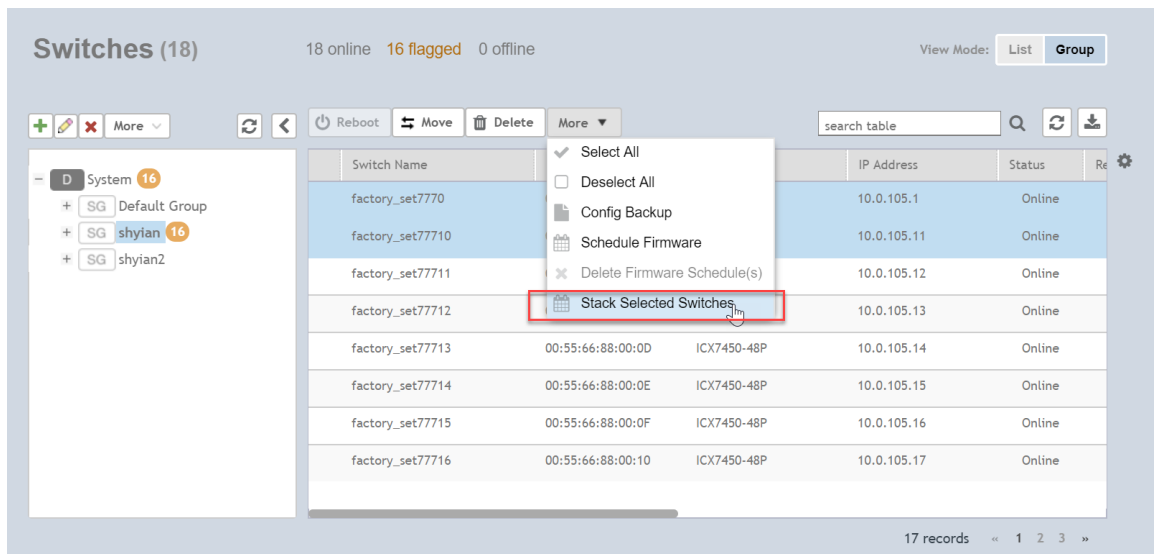 Switches (18)
18 online 16 flagged 0 offline
View Mode: List Group
More
Reboot Move Delete More
search table
Switch Name IP Address Status Re
D System 16
SG Default Group
SG shyian 16
SG shyian2
Select All
Deselect All
Config Backup
Schedule Firmware
Delete Firmware Schedule(s)
Stack Selected Switches
factory_set7770 10.0.105.1 Online
factory_set77710 10.0.105.11 Online
factory_set77711 10.0.105.12 Online
factory_set77712 10.0.105.13 Online
factory_set77713 00:55:66:88:00:0D ICX7450-48P 10.0.105.14 Online
factory_set77714 00:55:66:88:00:0E ICX7450-48P 10.0.105.15 Online
factory_set77715 00:55:66:88:00:0F ICX7450-48P 10.0.105.16 Online
factory_set77716 00:55:66:88:00:10 ICX7450-48P 10.0.105.17 Online
17 records « 1 2 3 »